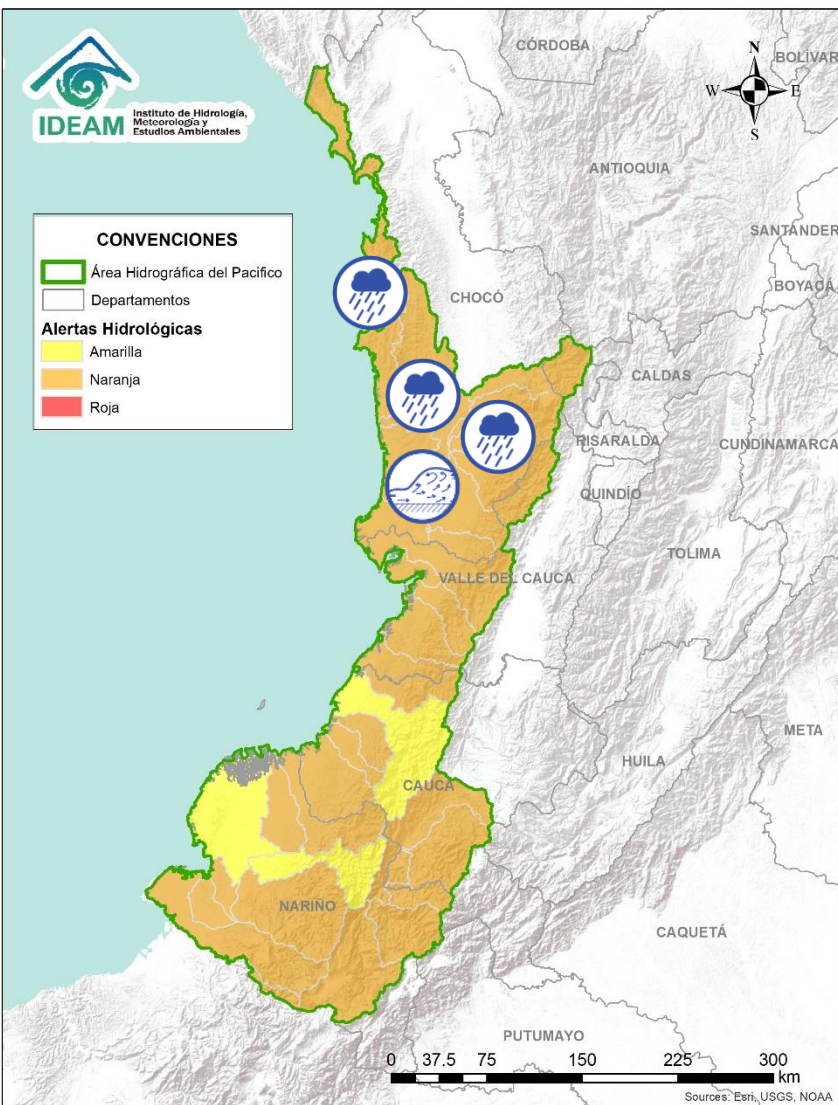 IDEAM
Instituto de Hidrología,
Meteorología y
Estudios Ambientales
CÓRDOBA
BOLÍVAR
N
W
E
S
ANTIOQUIA
SANTANDER
BOYACÁ
CONVENCIONES
Área Hidrográfica del Pacifico
Departamentos
Alertas Hidrológicas
Amarilla
Naranja
Roja
CHOCÓ
CALDAS
RISARALDA
CUNDINAMARCA
QUINDÍO
TOLIMA
VALLE DEL CAUCA
META
HUILA
CAUCA
NARIÑO
CAQUETÁ
PUTUMAYO
0 37.5 75 150 225 300
km
Sources: Esri, USGS, NOAA